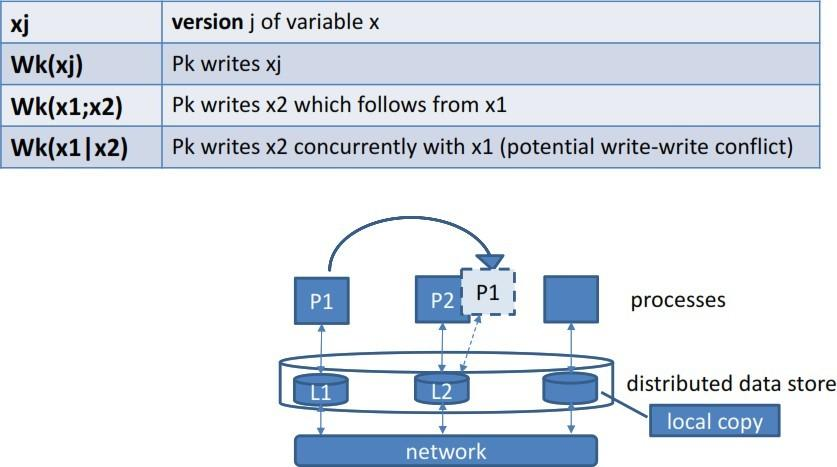 xj version j of variable x
Wk(xj) Pk writes xj
Wk(x1;x2) Pk writes x2 which follows from x1
Wk(x1|x2) Pk writes x2 concurrently with x1 (potential write-write conflict)
P1 P2 P1 processes
L1 L2 distributed data store
local copy
network